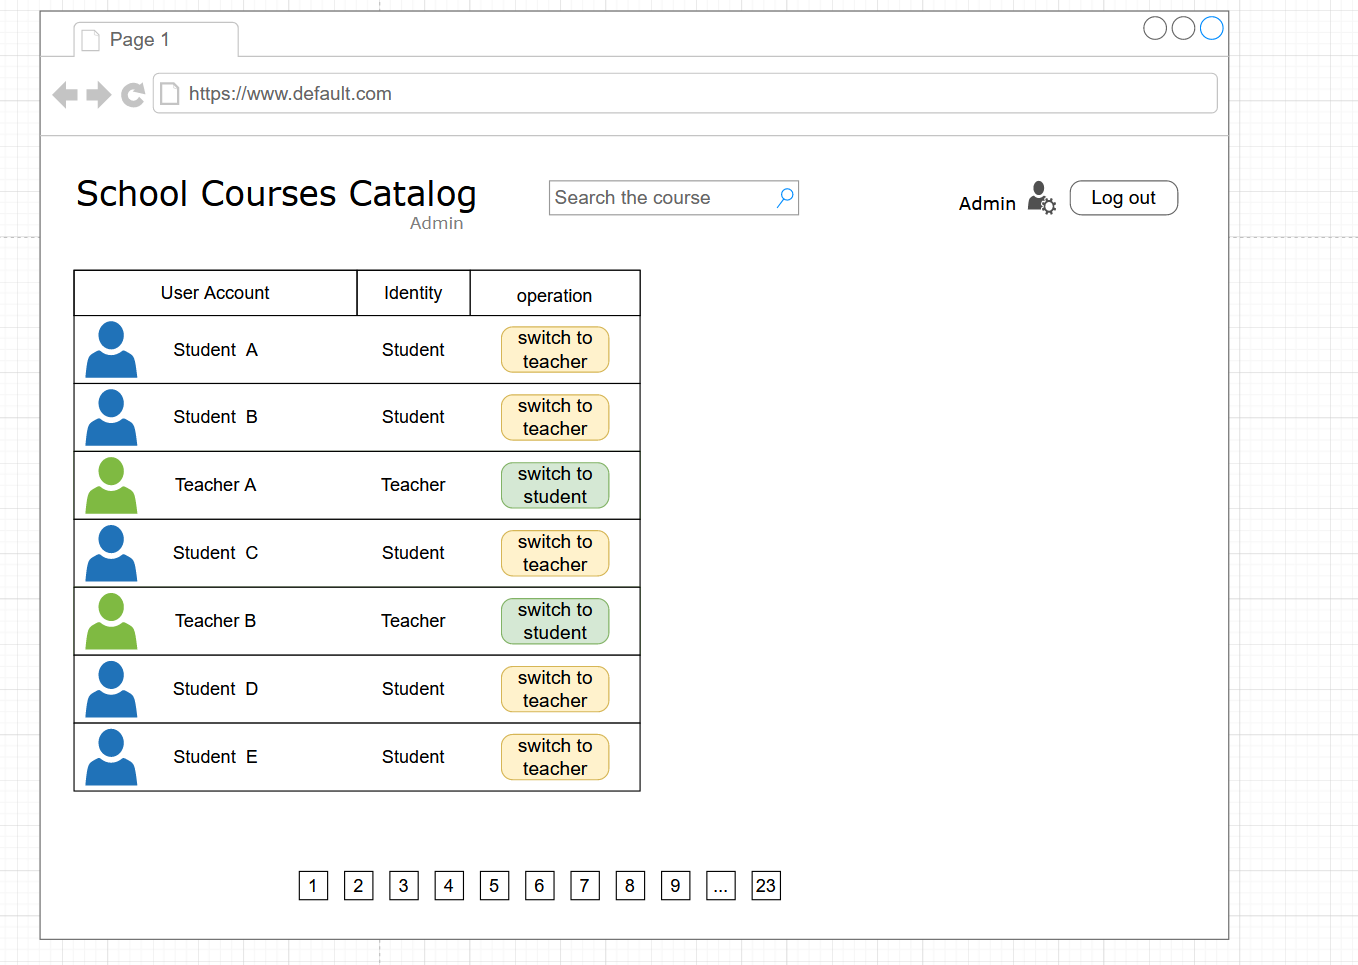 Page 1
https://www.default.com
School Courses Catalog
Admin
Search the course
Admin
Log out
User Account Identity operation
Student A Student switch to
teacher
Student B Student switch to
teacher
Teacher A Teacher switch to
student
Student C Student switch to
teacher
Teacher B Teacher switch to
student
Student D Student switch to
teacher
Student E Student switch to
teacher
1 2 3 4 5 6 7 8 9 ... 23